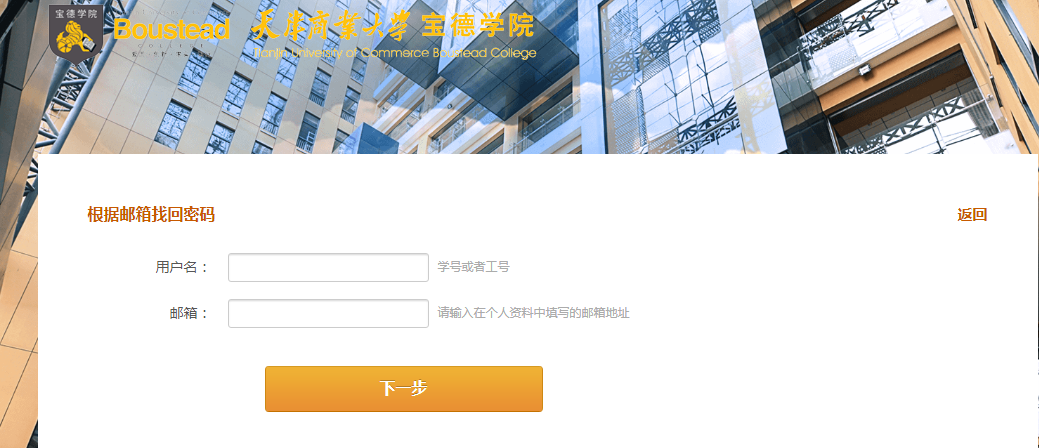 宝德学院
Boustead
COLLEGE
天津商业大学 宝德学院
Tianjin University of Commerce Boustead College
根据邮箱找回密码
返回
用户名：
学号或者工号
邮箱：
请输入在个人资料中填写的邮箱地址
下一步